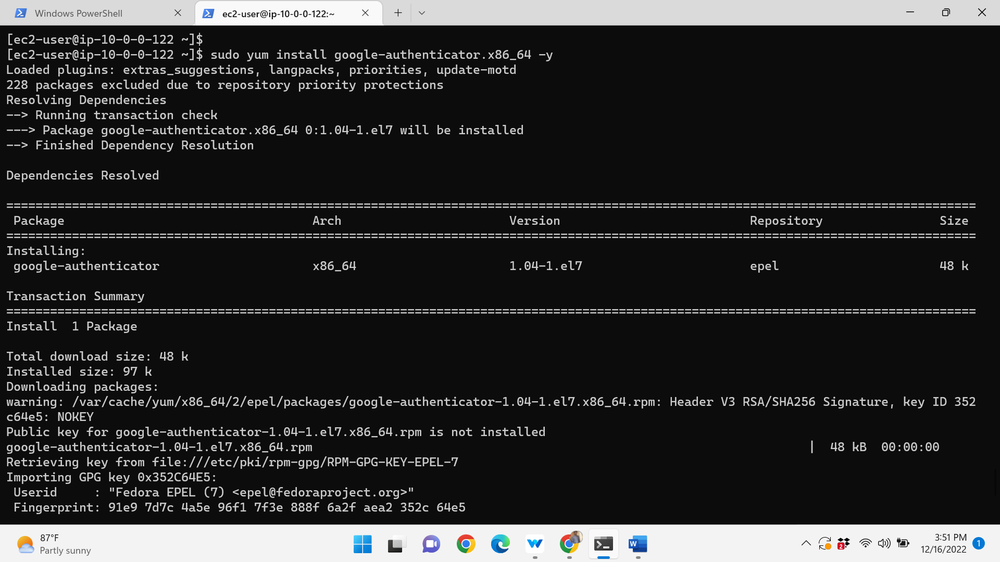 Windows PowerShell
ec2-user@ip-10-0-0-122:~
[ec2-user@ip-10-0-0-122 ~]$
[ec2-user@ip-10-0-0-122 ~]$ sudo yum install google-authenticator.x86_64 -y
Loaded plugins: extras_suggestions, langpacks, priorities, update-motd
228 packages excluded due to repository priority protections
Resolving Dependencies
--> Running transaction check
---> Package google-authenticator.x86_64 0:1.04-1.el7 will be installed
--> Finished Dependency Resolution
Dependencies Resolved
=====================================================================================================================================
Package Arch Version Repository Size
=====================================================================================================================================
Installing:
google-authenticator x86_64 1.04-1.el7 epel 48 k
Transaction Summary
=====================================================================================================================================
Install 1 Package
Total download size: 48 k
Installed size: 97 k
Downloading packages:
warning: /var/cache/yum/x86_64/2/epel/packages/google-authenticator-1.04-1.el7.x86_64.rpm: Header V3 RSA/SHA256 Signature, key ID 352
c64e5: NOKEY
Public key for google-authenticator-1.04-1.el7.x86_64.rpm is not installed
google-authenticator-1.04-1.el7.x86_64.rpm | 48 kB 00:00:00
Retrieving key from file:///etc/pki/rpm-gpg/RPM-GPG-KEY-EPEL-7
Importing GPG key 0x352C64E5:
Userid : "Fedora EPEL (7) <epel@fedoraproject.org>"
Fingerprint: 91e9 7d7c 4a5e 96f1 7f3e 888f 6a2f aea2 352c 64e5
87°F
Partly sunny
W
2
3:51 PM
12/16/2022
1